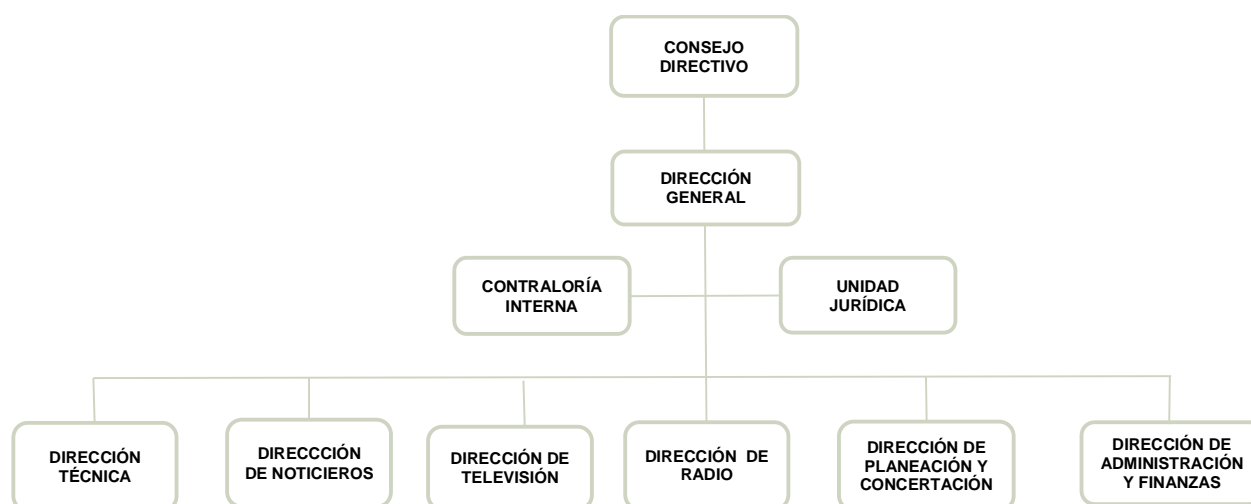 CONSEJO
DIRECTIVO
DIRECCIÓN
GENERAL
CONTRALORÍA
INTERNA
UNIDAD
JURÍDICA
DIRECCIÓN
TÉCNICA
DIRECCCIÓN
DE NOTICIEROS
DIRECCIÓN DE
TELEVISIÓN
DIRECCIÓN DE
RADIO
DIRECCIÓN DE
PLANEACIÓN Y
CONCERTACIÓN
DIRECCIÓN DE
ADMINISTRACIÓN
Y FINANZAS